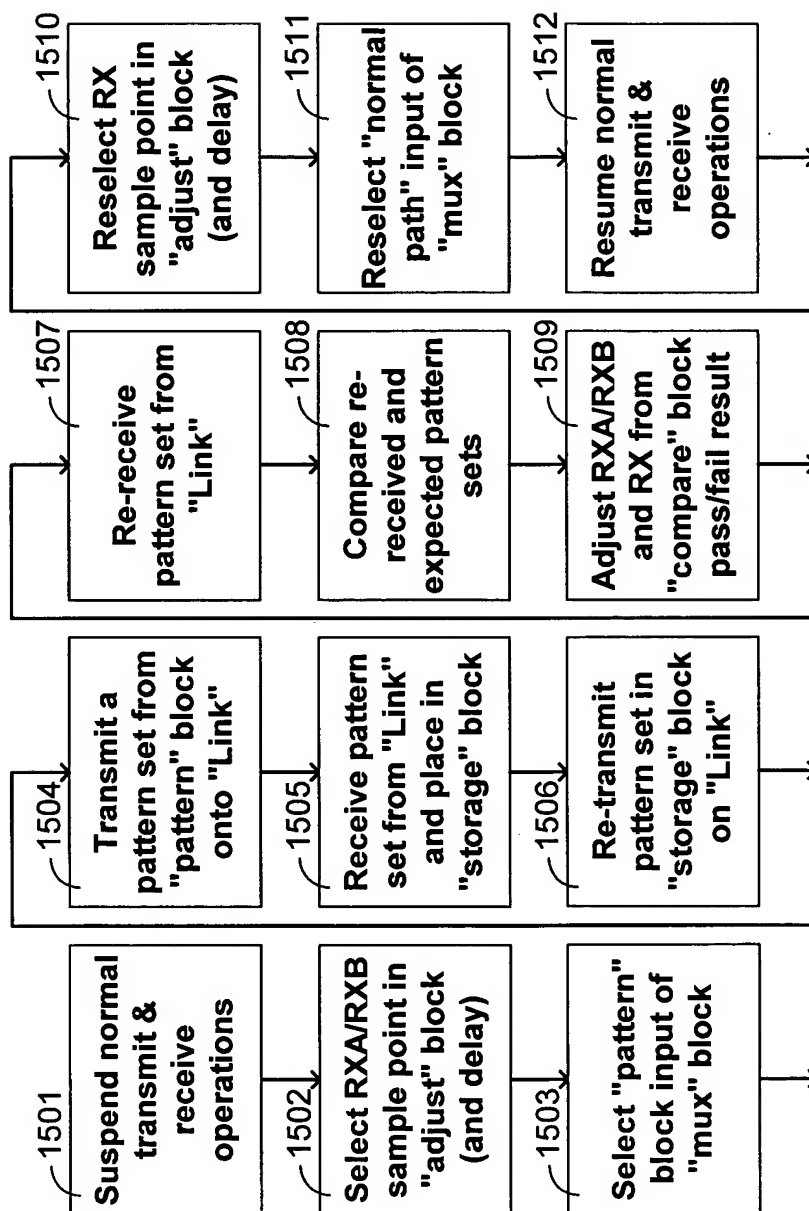 1501
Suspend normal
transmit &
receive
operations
1502
Select RXA/RXB
sample point in
"adjust" block
(and delay)
1503
Select "pattern"
block input of
"mux" block
1504
Transmit a
pattern set from
"pattern" block
onto "Link"
1505
Receive pattern
set from "Link"
and place in
"storage" block
1506
Re-transmit
pattern set in
"storage" block
on "Link"
1507
Re-receive
pattern set from
"Link"
1508
Compare re-
received and
expected pattern
sets
1509
Adjust RXA/RXB
and RX from
"compare" block
pass/fail result
1510
Reselect RX
sample point in
"adjust" block
(and delay)
1511
Reselect "normal
path" input of
"mux" block
1512
Resume normal
transmit &
receive
operations